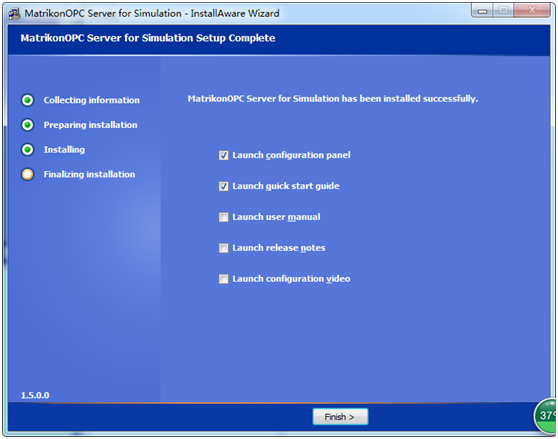 MatrikonOPC Server for Simulation - InstallAware Wizard
MatrikonOPC Server for Simulation Setup Complete
Collecting information
Preparing installation
Installing
Finalizing installation
MatrikonOPC Server for Simulation has been installed successfully.
Launch configuration panel
Launch quick start guide
Launch user manual
Launch release notes
Launch configuration video
1.5.0.0
Finish >
37%